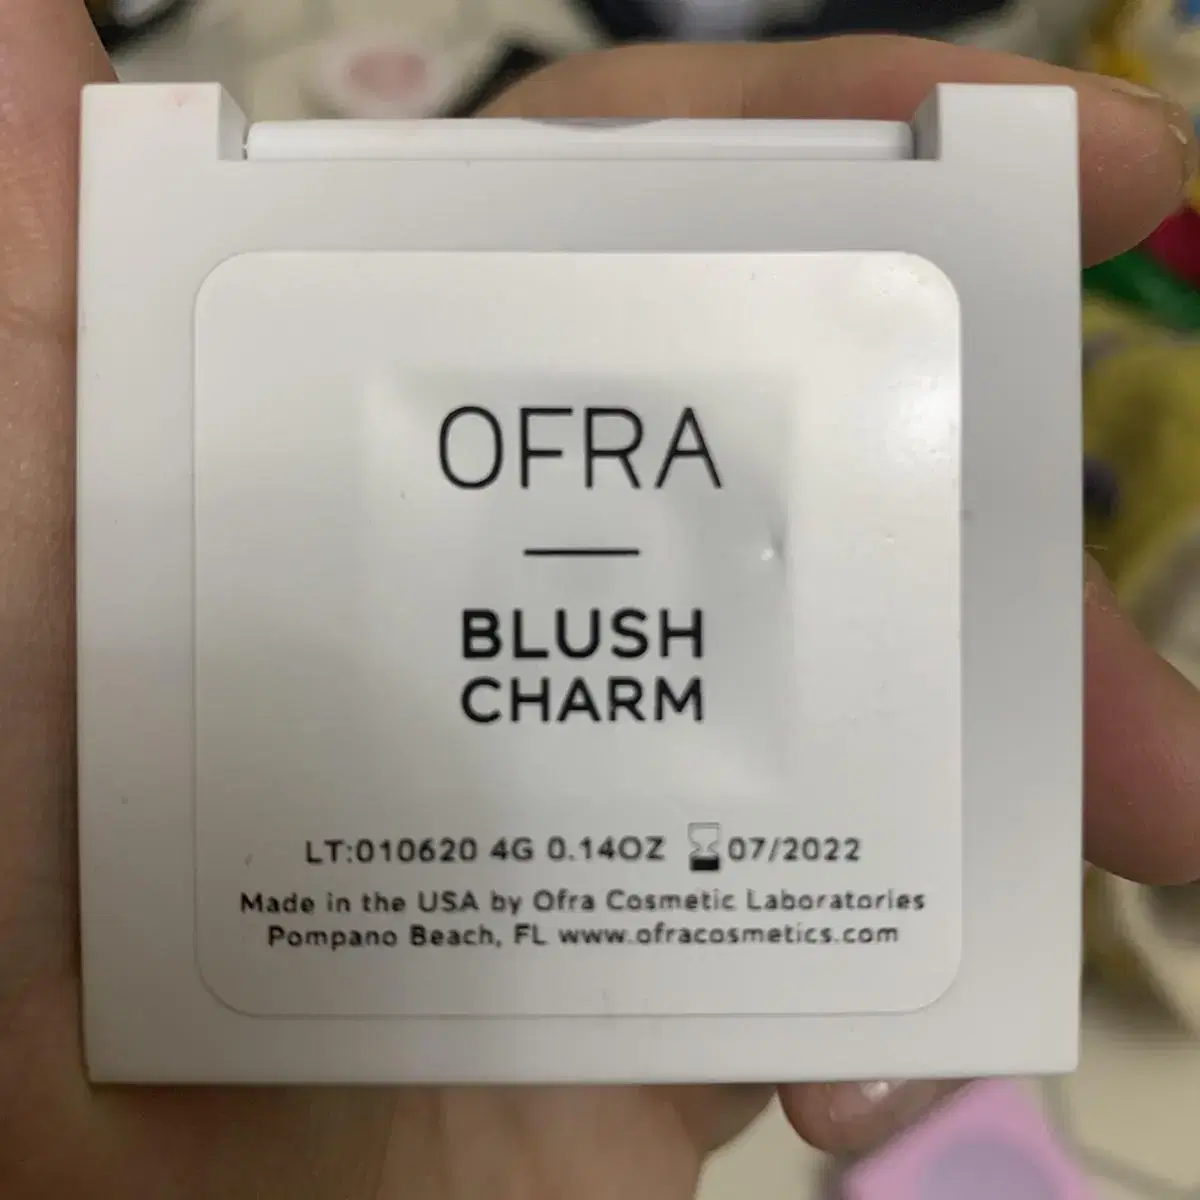 OFRA
BLUSH
CHARM
LT:010620 4G 0.14OZ 07/2022
Made in the USA by Ofra Cosmetic Laboratories
Pompano Beach, FL www.ofracosmetics.com